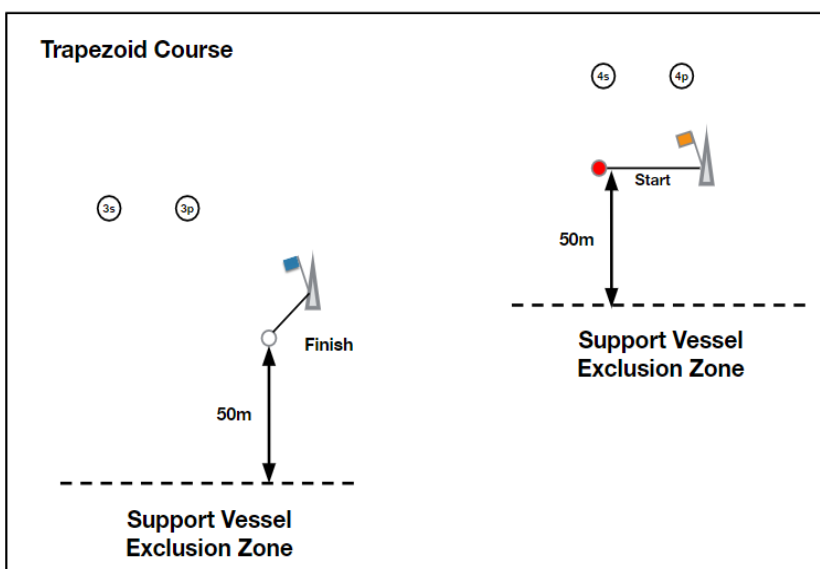 Trapezoid Course
4s
4p
Start
50m
Support Vessel
Exclusion Zone
3s
3p
Finish
50m
Support Vessel
Exclusion Zone